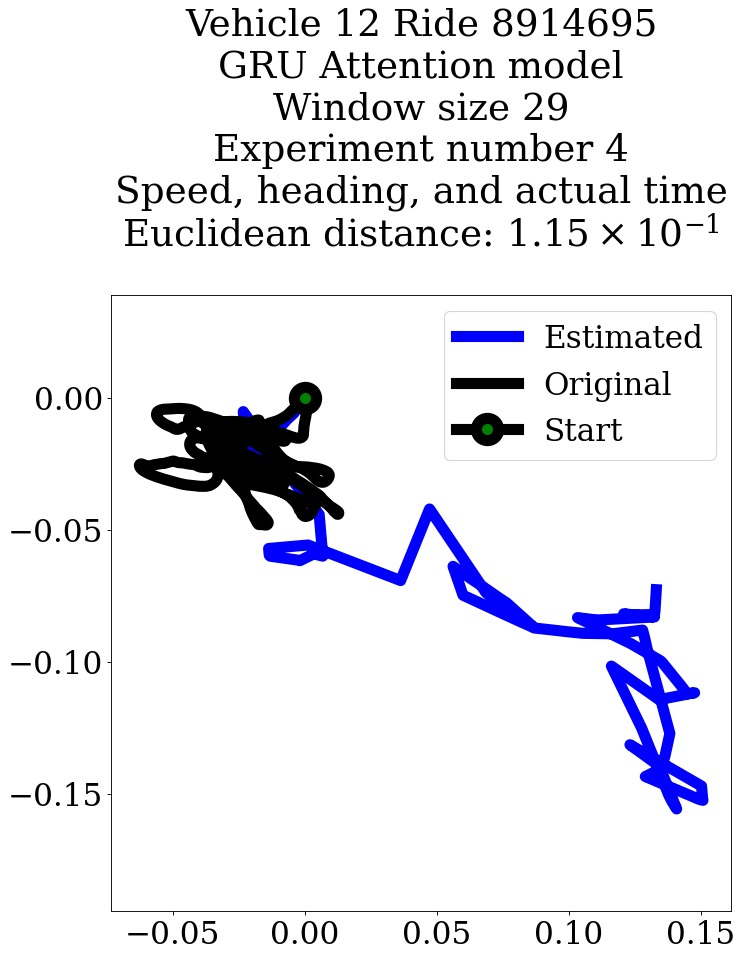 Vehicle 12 Ride 8914695
GRU Attention model
Window size 29
Experiment number 4
Speed, heading, and actual time
Euclidean distance: 1.15 × 10⁻¹
Estimated
Original
Start
0.00
−0.05
−0.10
−0.15
−0.05 0.00 0.05 0.10 0.15